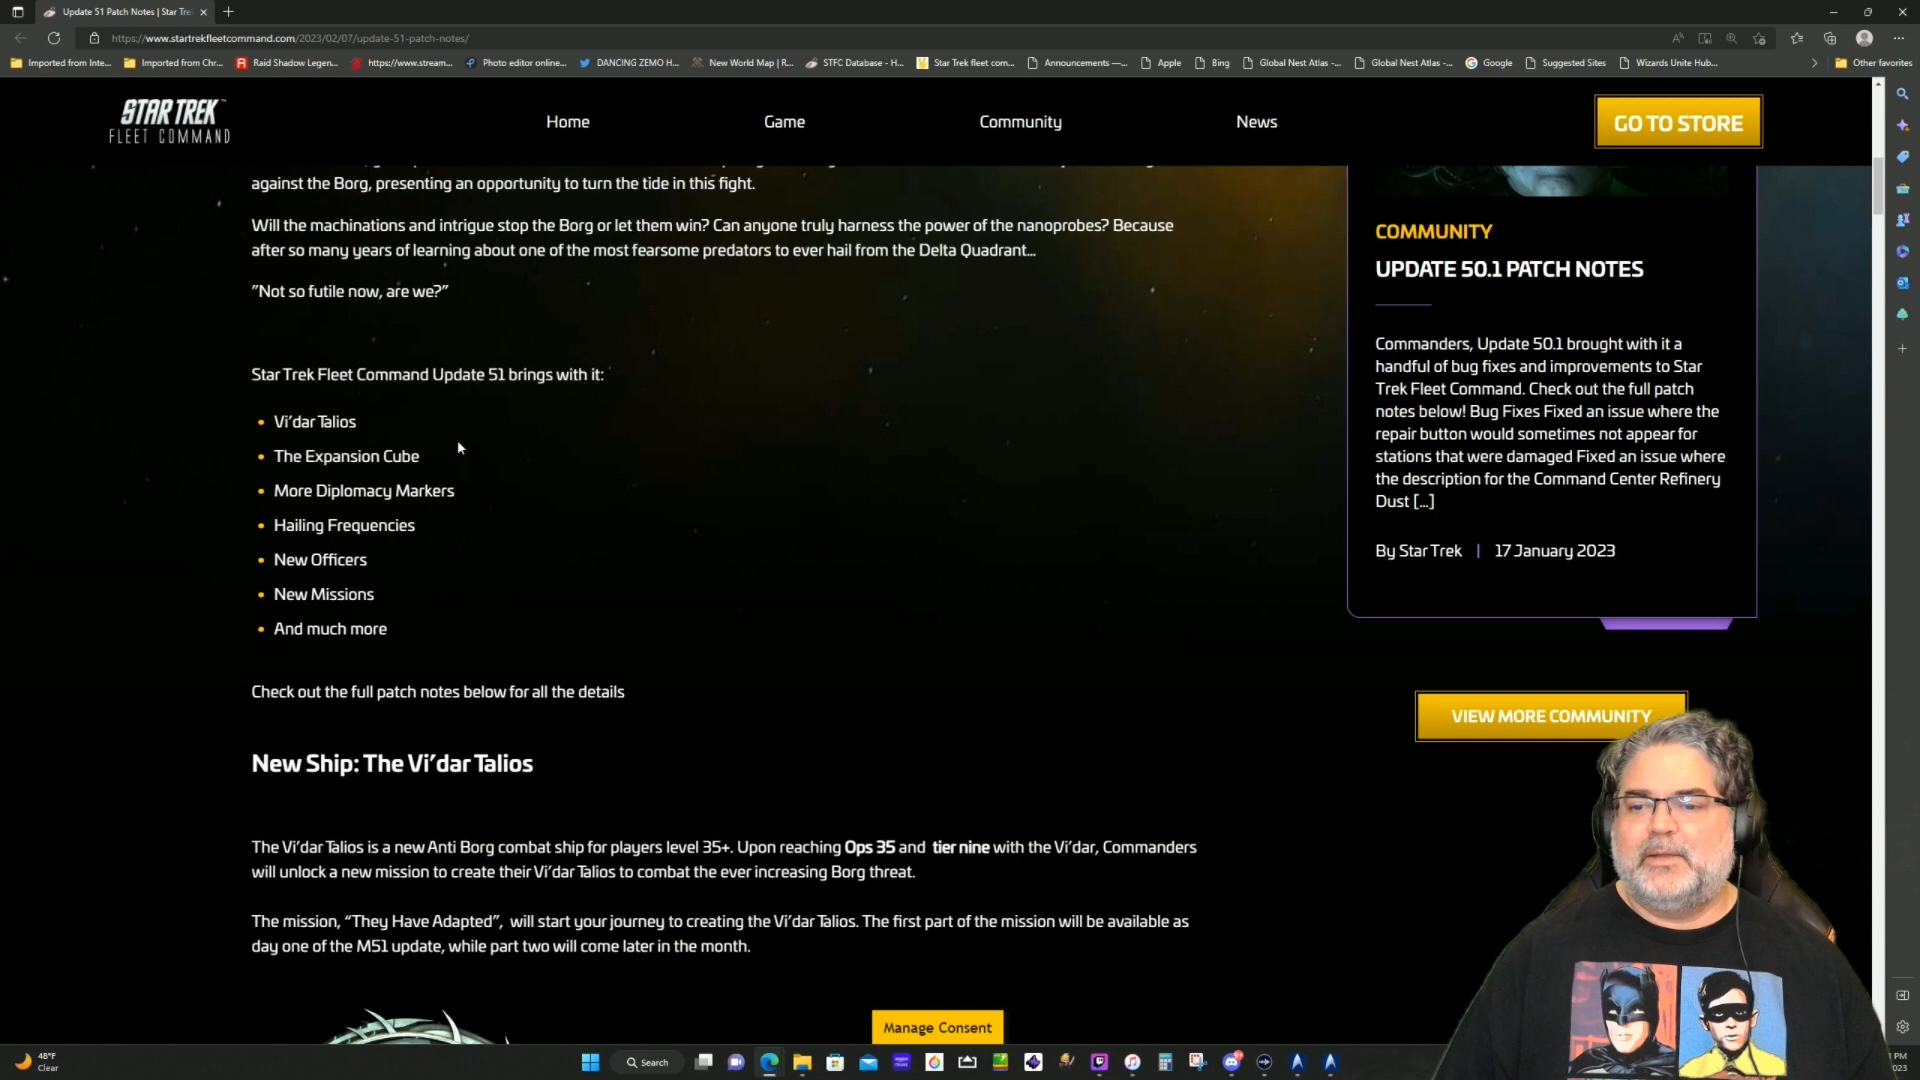 Update 51 Patch Notes | Star Tre
https://www.startrekfleetcommand.com/2023/02/07/update-51-patch-notes/
Imported from Inte...
Imported from Chr...
Raid Shadow Legen...
https://www.stream...
Photo editor online...
DANCING ZEMO H...
New World Map | R...
STFC Database - H...
Star Trek fleet com...
Announcements —...
Apple
Bing
Global Nest Atlas -...
Global Nest Atlas -...
Google
Suggested Sites
Wizards Unite Hub...
Other favorites
STAR TREK
FLEET COMMAND
Home
Game
Community
News
GO TO STORE
against the Borg, presenting an opportunity to turn the tide in this fight.
Will the machinations and intrigue stop the Borg or let them win? Can anyone truly harness the power of the nanoprobes? Because
after so many years of learning about one of the most fearsome predators to ever hail from the Delta Quadrant...
"Not so futile now, are we?"
Star Trek Fleet Command Update 51 brings with it:
• Vi'dar Talios
• The Expansion Cube
• More Diplomacy Markers
• Hailing Frequencies
• New Officers
• New Missions
• And much more
Check out the full patch notes below for all the details
New Ship: The Vi'dar Talios
The Vi'dar Talios is a new Anti Borg combat ship for players level 35+. Upon reaching Ops 35 and tier nine with the Vi'dar, Commanders
will unlock a new mission to create their Vi'dar Talios to combat the ever increasing Borg threat.
The mission, "They Have Adapted", will start your journey to creating the Vi'dar Talios. The first part of the mission will be available as
day one of the M51 update, while part two will come later in the month.
COMMUNITY
UPDATE 50.1 PATCH NOTES
Commanders, Update 50.1 brought with it a
handful of bug fixes and improvements to Star
Trek Fleet Command. Check out the full patch
notes below! Bug Fixes Fixed an issue where the
repair button would sometimes not appear for
stations that were damaged Fixed an issue where
the description for the Command Center Refinery
Dust [...]
By Star Trek | 17 January 2023
VIEW MORE COMMUNITY
Manage Consent
48°F
Clear
Search
PM
023